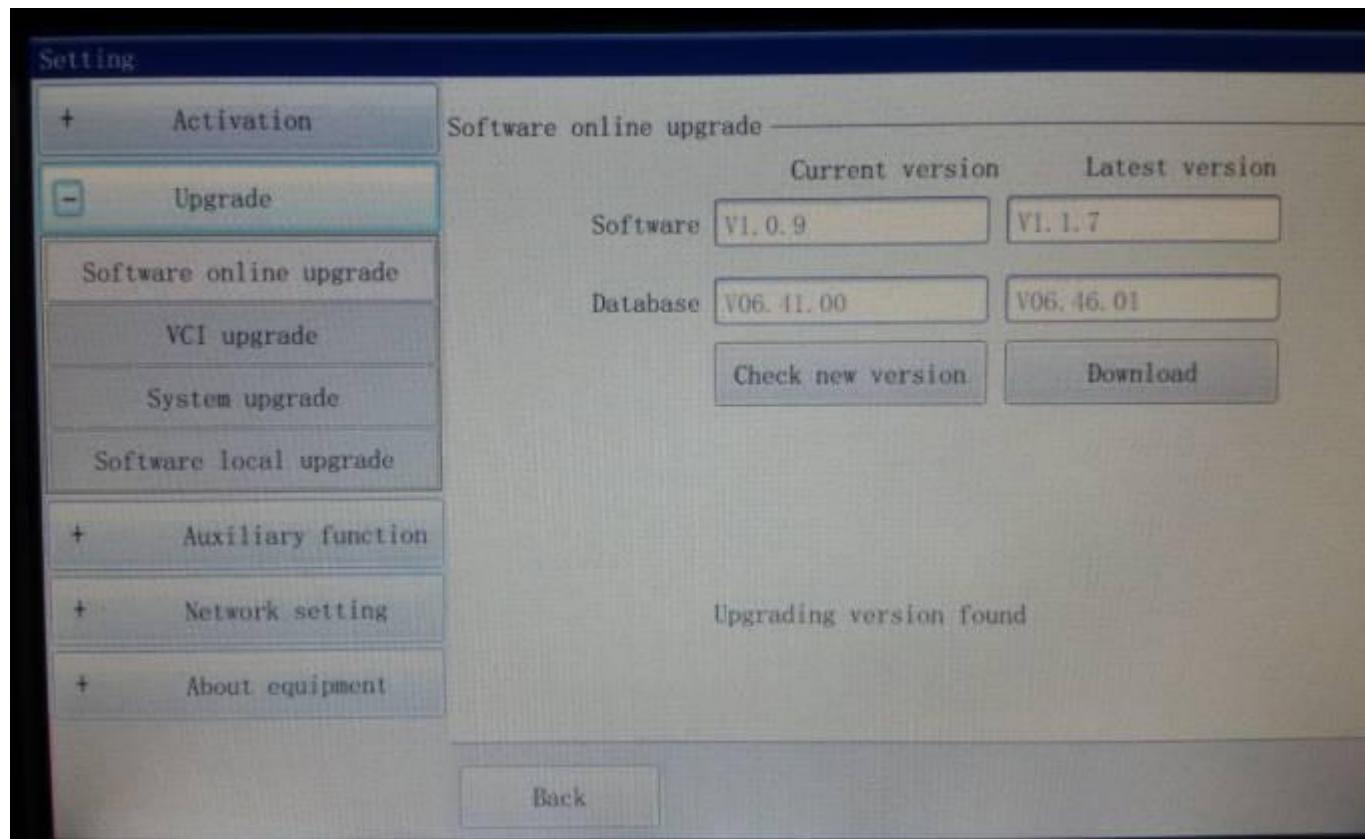 Setting
+ Activation
- Upgrade
Software online upgrade
VCI upgrade
System upgrade
Software local upgrade
+ Auxiliary function
+ Network setting
+ About equipment
Software online upgrade
Current version Latest version
Software V1.0.9 V1.1.7
Database V06.41.00 V06.46.01
Check new version Download
Upgrading version found
Back